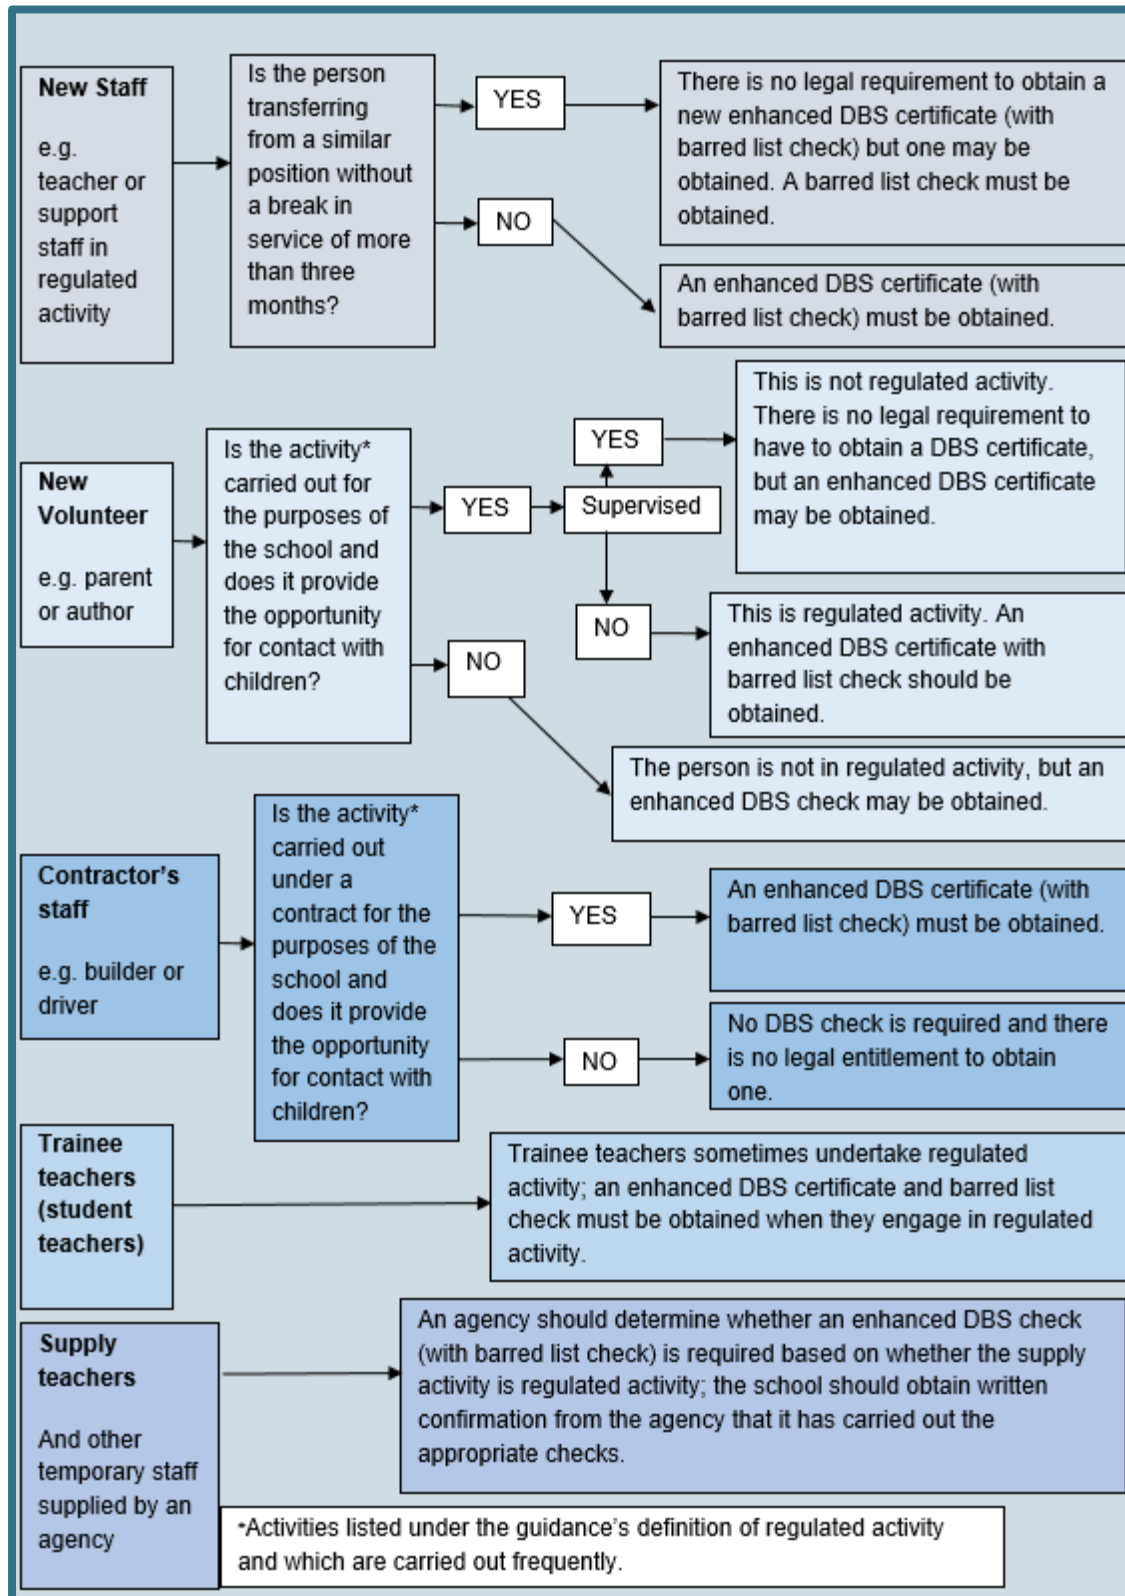 New Staff
e.g.
teacher or
support
staff in
regulated
activity
Is the person
transferring
from a similar
position without
a break in
service of more
than three
months?
YES
There is no legal requirement to obtain a
new enhanced DBS certificate (with
barred list check) but one may be
obtained. A barred list check must be
obtained.
NO
An enhanced DBS certificate (with
barred list check) must be obtained.
New
Volunteer
e.g. parent
or author
Is the activity*
carried out for
the purposes of
the school and
does it provide
the opportunity
for contact with
children?
YES
Supervised
YES
This is not regulated activity.
There is no legal requirement to
have to obtain a DBS certificate,
but an enhanced DBS certificate
may be obtained.
NO
This is regulated activity. An
enhanced DBS certificate with
barred list check should be
obtained.
NO
The person is not in regulated activity, but an
enhanced DBS check may be obtained.
Contractor’s
staff
e.g. builder or
driver
Is the activity*
carried out
under a
contract for the
purposes of the
school and
does it provide
the opportunity
for contact with
children?
YES
An enhanced DBS certificate (with
barred list check) must be obtained.
NO
No DBS check is required and there
is no legal entitlement to obtain
one.
Trainee
teachers
(student
teachers)
Trainee teachers sometimes undertake regulated
activity; an enhanced DBS certificate and barred list
check must be obtained when they engage in regulated
activity.
Supply
teachers
And other
temporary staff
supplied by an
agency
An agency should determine whether an enhanced DBS check
(with barred list check) is required based on whether the supply
activity is regulated activity; the school should obtain written
confirmation from the agency that it has carried out the
appropriate checks.
*Activities listed under the guidance’s definition of regulated activity
and which are carried out frequently.